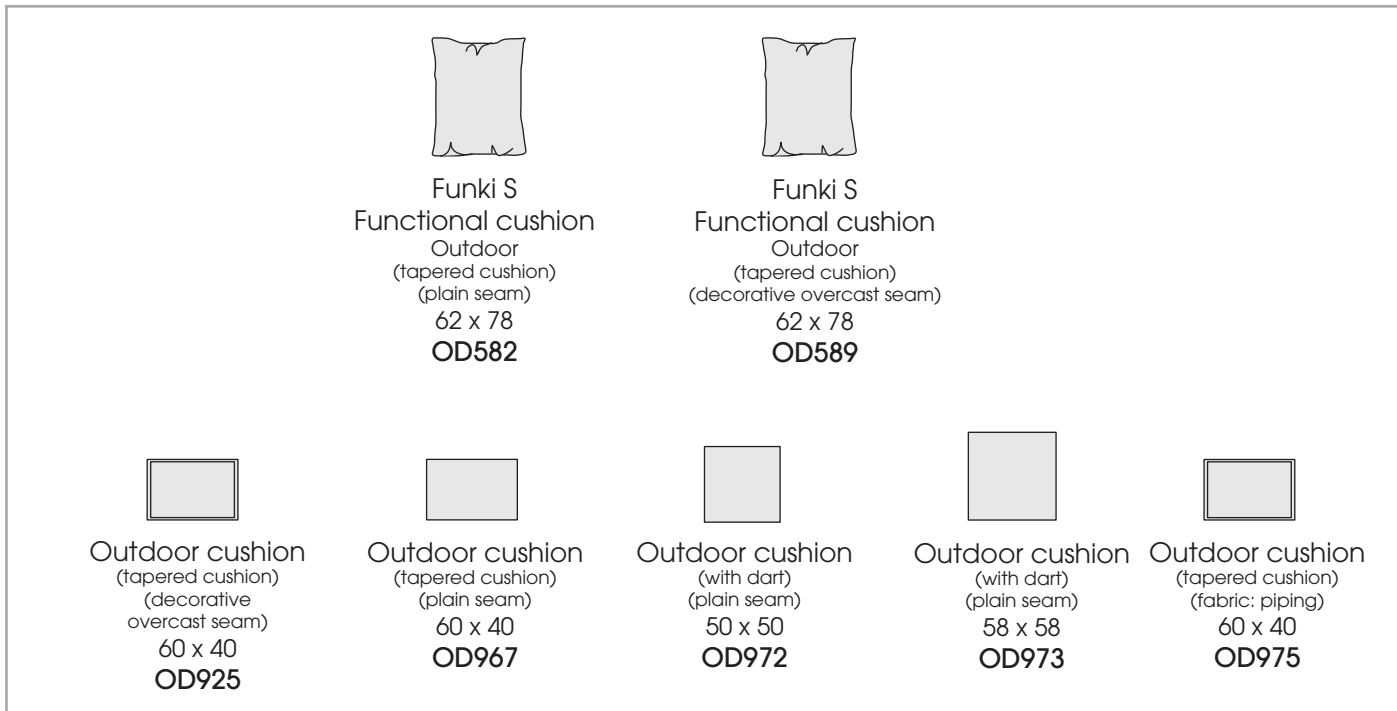 Funki S
Functional cushion
Outdoor
(tapered cushion)
(plain seam)
62 x 78
OD582
Funki S
Functional cushion
Outdoor
(tapered cushion)
(decorative overcast seam)
62 x 78
OD589
Outdoor cushion
(tapered cushion)
(decorative
overcast seam)
60 x 40
OD925
Outdoor cushion
(tapered cushion)
(plain seam)
60 x 40
OD967
Outdoor cushion
(with dart)
(plain seam)
50 x 50
OD972
Outdoor cushion
(with dart)
(plain seam)
58 x 58
OD973
Outdoor cushion
(tapered cushion)
(fabric: piping)
60 x 40
OD975